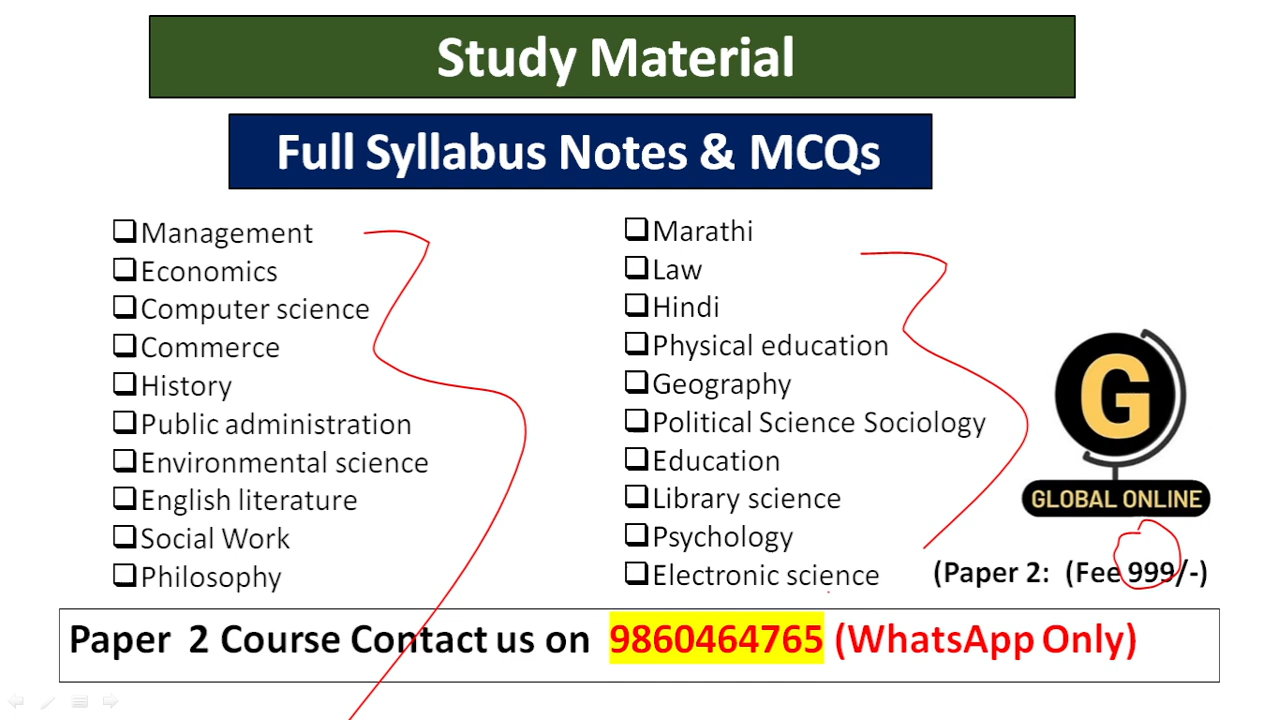 Study Material
Full Syllabus Notes & MCQs
Management
Economics
Computer science
Commerce
History
Public administration
Environmental science
English literature
Social Work
Philosophy
Marathi
Law
Hindi
Physical education
Geography
Political Science Sociology
Education
Library science
Psychology
Electronic science
G
GLOBAL ONLINE
(Paper 2: (Fee 999/-)
Paper 2 Course Contact us on 9860464765 (WhatsApp Only)